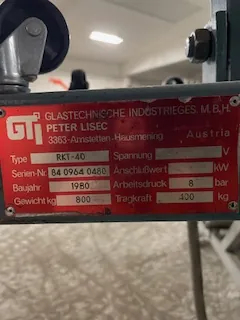 GTI GLASTECHNISCHE INDUSTRIEGES M.B.H.
PETER LISEC
3363-Amstetten-Hausmening Austria
Type RKT-40 Spannung V
Serien-Nr. 84 0964 0480 Anschlußwert kW
Baujahr 1980 Arbeitsdruck 8 bar
Gewicht kg 800 Tragkraft 400 kg